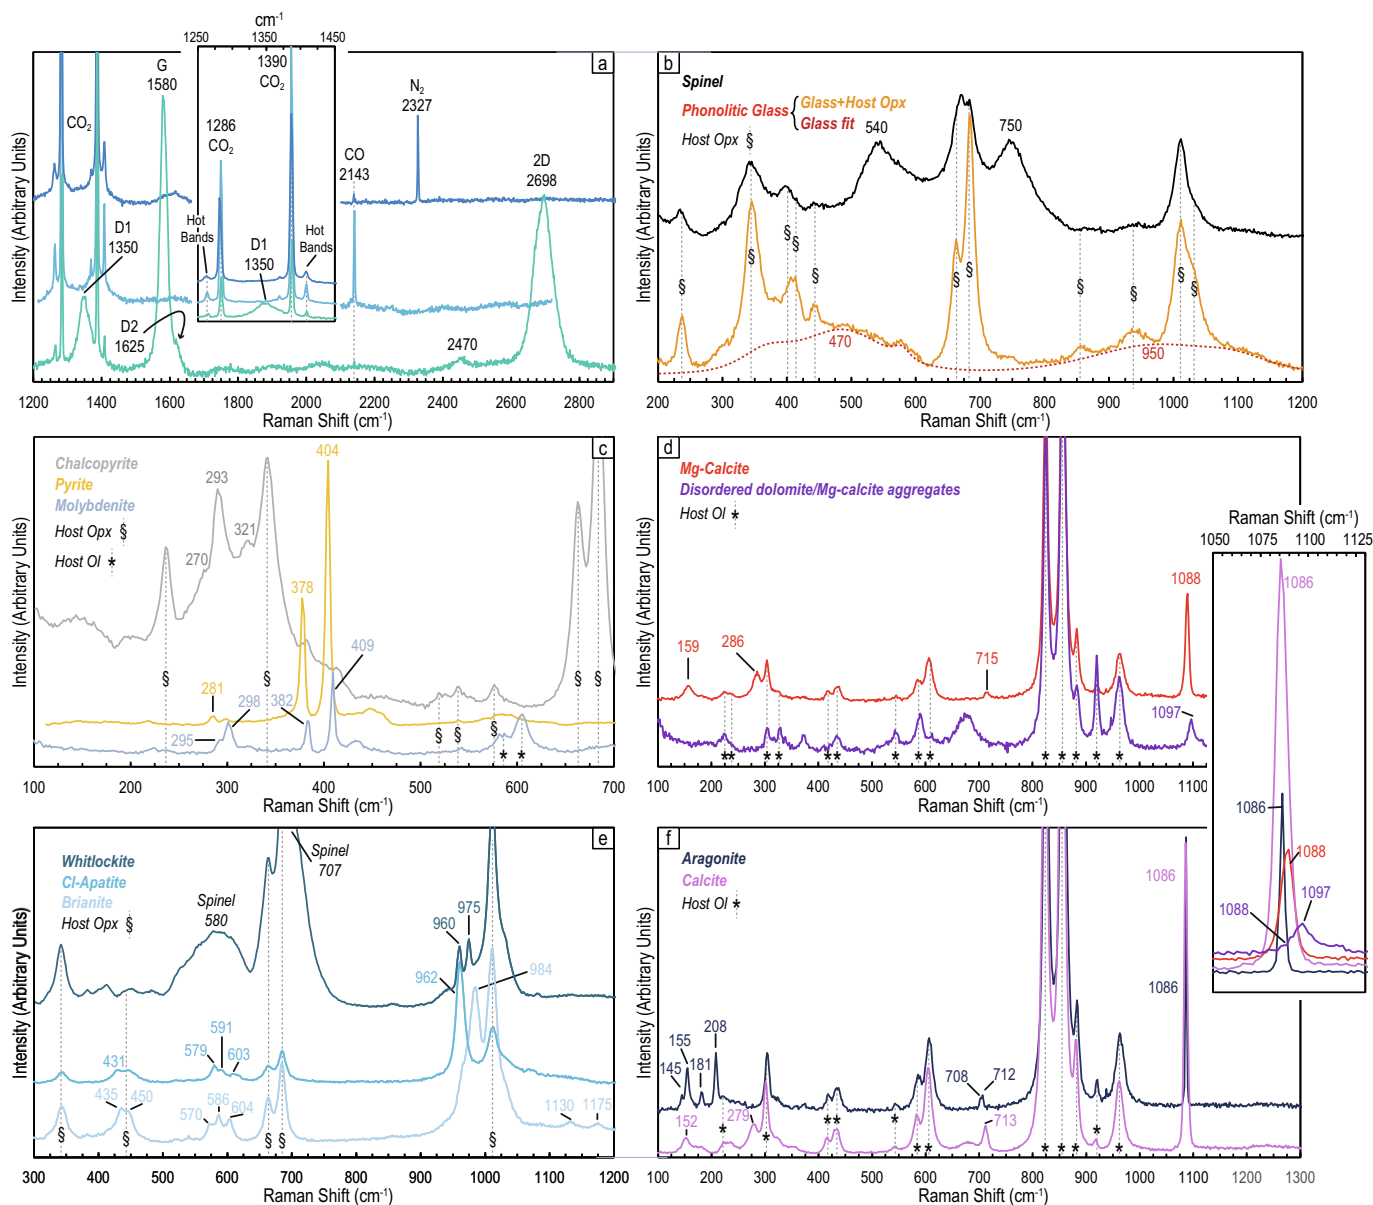 cm-1
1250 1350 1450
a
G
1580
1390
CO2
CO2
N2
2327
1286
CO2
CO
2143
2D
2698
D1
1350
Hot
Bands
D1
1350
Hot
Bands
D2
1625
2470
Intensity (Arbitrary Units)
1200 1400 1600 1800 2000 2200 2400 2600 2800
Raman Shift (cm-1)
b
Spinel
Phonolitic Glass { Glass+Host Opx
Glass fit
Host Opx §
540
750
§ § § § § § § § § § §
470
950
Intensity (Arbitrary Units)
200 300 400 500 600 700 800 900 1000 1100 1200
Raman Shift (cm-1)
c
Chalcopyrite
Pyrite
Molybdenite
Host Opx §
Host Ol *
404
293
321
270
378
409
281
298
382
295
§ § § § § § §
* *
Intensity (Arbitrary Units)
100 200 300 400 500 600 700
Raman Shift (cm-1)
d
Mg-Calcite
Disordered dolomite/Mg-calcite aggregates
Host Ol *
1088
159
286
715
1097
** * * ** * * * * * * * *
Intensity (Arbitrary Units)
100 200 300 400 500 600 700 800 900 1000 1100
Raman Shift (cm-1)
Raman Shift (cm-1)
1050 1085 1125
1086
1086
1088
1097
1088
e
Whitlockite
Cl-Apatite
Brianite
Host Opx §
Spinel
707
Spinel
580
960
975
962
984
591
579
603
431
435
450
586
570
604
1130
1175
§ § § § §
Intensity (Arbitrary Units)
300 400 500 600 700 800 900 1000 1100 1200
Raman Shift (cm-1)
f
Aragonite
Calcite
Host Ol *
1086
1086
208
155
181
145
708
712
279
152
713
* * ** * * * * * * * *
Intensity (Arbitrary Units)
100 200 300 400 500 600 700 800 900 1000 1100 1200 1300
Raman Shift (cm-1)